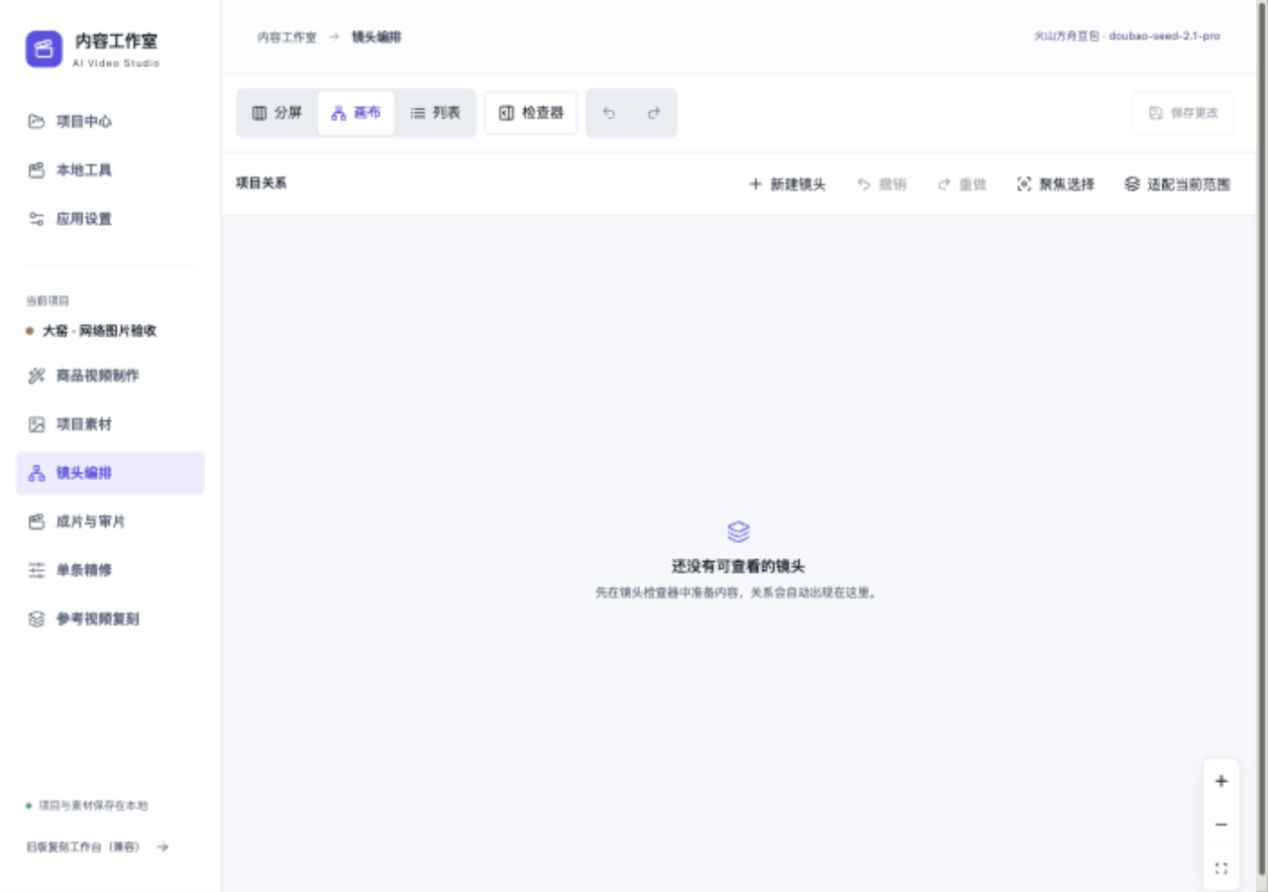 内容工作室
AI Video Studio
项目中心
本地工具
应用设置
当前项目
大窑 · 网络图片验收
商品视频制作
项目素材
镜头编排
成片与审片
单条精修
参考视频复刻
项目与素材保存在本地
旧版复刻工作台（兼容） →
内容工作室 → 镜头编排
火山方舟豆包 · doubao-seed-2.1-pro
分屏 画布 列表 检查器 保存更改
项目关系 + 新建镜头 撤销 重做 聚焦选择 适配当前范围
还没有可查看的镜头
先在镜头检查器中准备内容，关系会自动出现在这里。